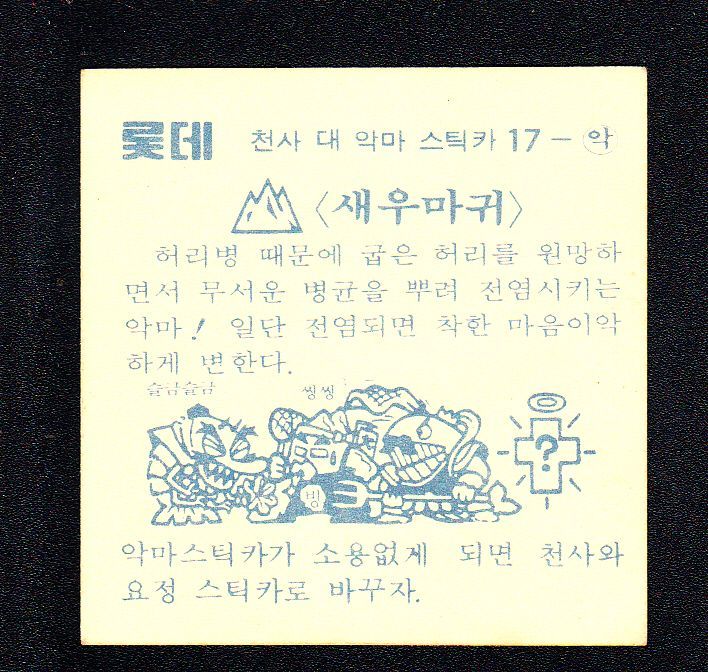 롯데 천사 대 악마 스틱카 17-악
〈새우마귀〉
허리병 때문에 굽은 허리를 원망하
면서 무서운 병균을 뿌려 전염시키는
악마! 일단 전염되면 착한 마음이악
하게 변한다.
슬금슬금 씽씽
?
빙
악마스틱카가 소용없게 되면 천사와
요정 스틱카로 바꾸자.